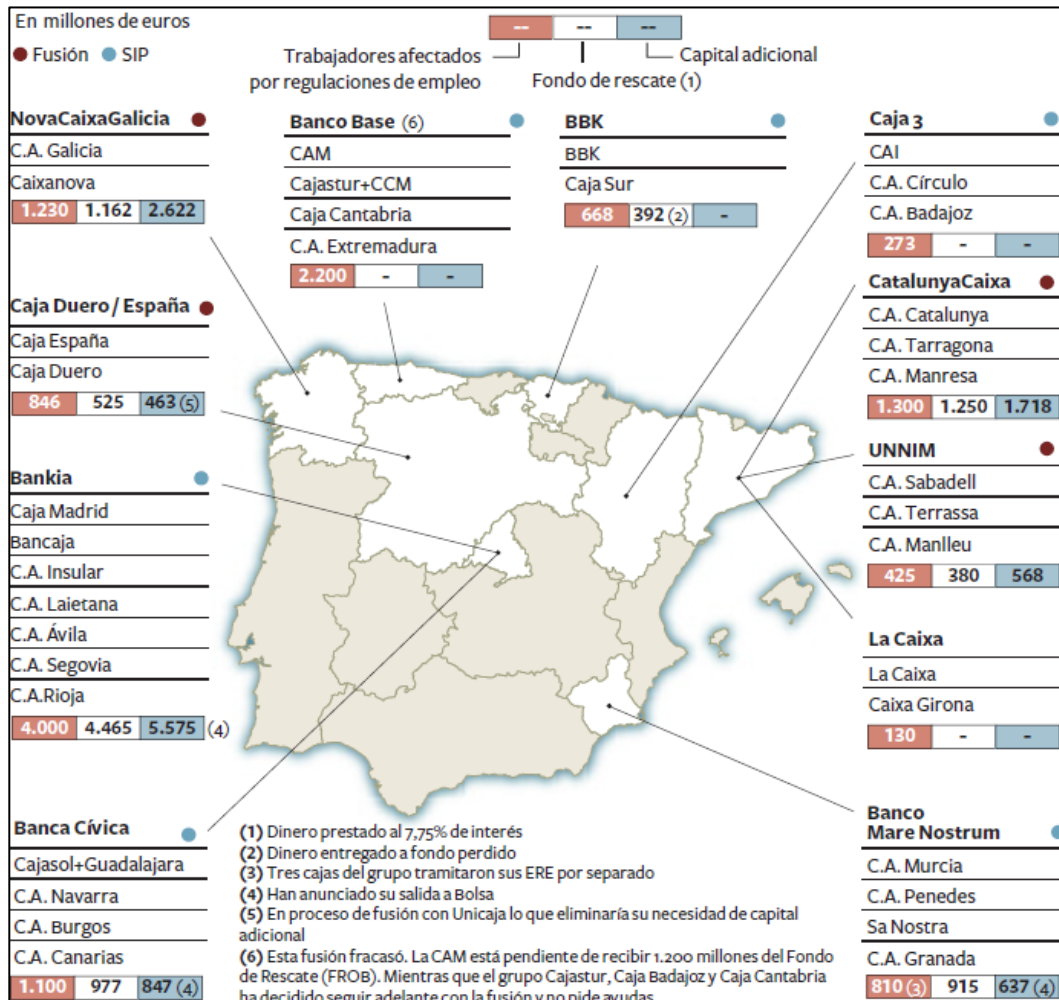 En millones de euros
Fusión SIP
-- -- --
Trabajadores afectados
por regulaciones de empleo
Fondo de rescate (1)
Capital adicional
NovaCaixaGalicia
C.A. Galicia
Caixanova
1.230 1.162 2.622
Banco Base (6)
CAM
Cajastur+CCM
Caja Cantabria
C.A. Extremadura
2.200 - -
BBK
BBK
Caja Sur
668 392 (2) -
Caja 3
CAI
C.A. Círculo
C.A. Badajoz
273 - -
Caja Duero / España
Caja España
Caja Duero
846 525 463 (5)
CatalunyaCaixa
C.A. Catalunya
C.A. Tarragona
C.A. Manresa
1.300 1.250 1.718
Bankia
Caja Madrid
Bancaja
C.A. Insular
C.A. Laietana
C.A. Ávila
C.A. Segovia
C.A.Rioja
4.000 4.465 5.575 (4)
UNNIM
C.A. Sabadell
C.A. Terrassa
C.A. Manlleu
425 380 568
La Caixa
La Caixa
Caixa Girona
130 - -
Banca Cívica
Cajasol+Guadalajara
C.A. Navarra
C.A. Burgos
C.A. Canarias
1.100 977 847 (4)
(1) Dinero prestado al 7,75% de interés
(2) Dinero entregado a fondo perdido
(3) Tres cajas del grupo tramitaron sus ERE por separado
(4) Han anunciado su salida a Bolsa
(5) En proceso de fusión con Unicaja lo que eliminaría su necesidad de capital
adicional
(6) Esta fusión fracasó. La CAM está pendiente de recibir 1.200 millones del Fondo
de Rescate (FROB). Mientras que el grupo Cajastur, Caja Badajoz y Caja Cantabria
ha decidido seguir adelante con la fusión y no pide ayudas
Banco
Mare Nostrum
C.A. Murcia
C.A. Penedes
Sa Nostra
C.A. Granada
810 (3) 915 637 (4)